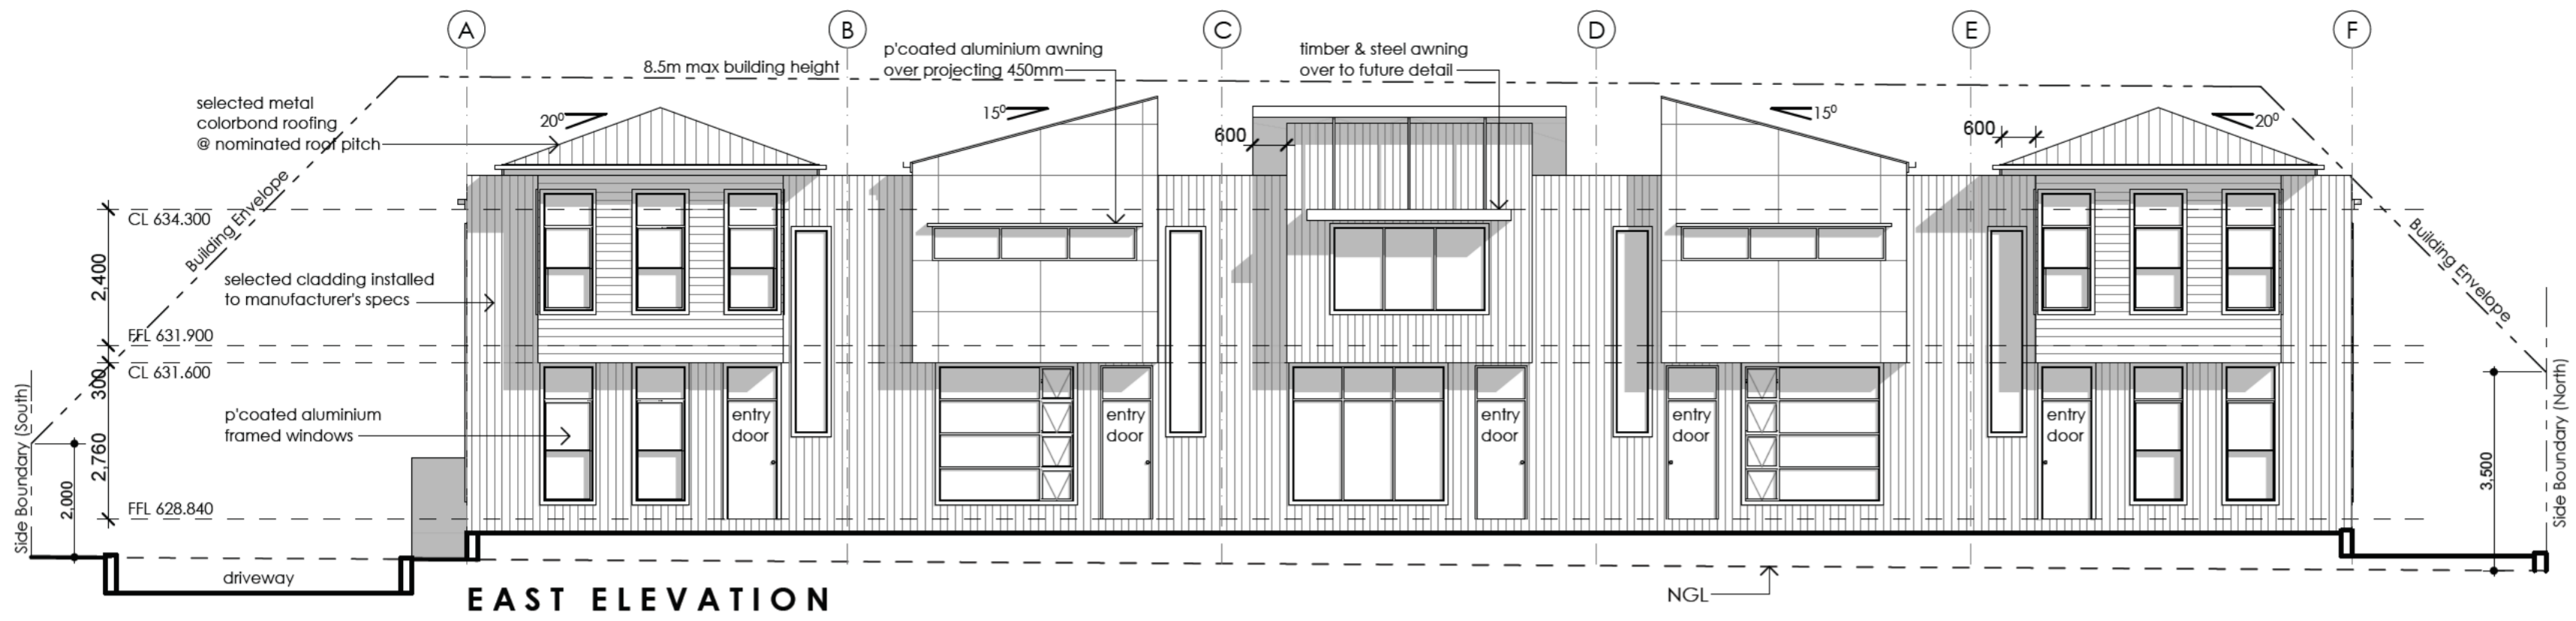 A
B
C
D
E
F
8.5m max building height
p'coated aluminium awning
over projecting 450mm
timber & steel awning
over to future detail
selected metal
colorbond roofing
@ nominated roof pitch
20⁰
15⁰
600
15⁰
600
20⁰
Building Envelope
CL 634.300
Building Envelope
2,400
selected cladding installed
to manufacturer's specs
FFL 631.900
CL 631.600
300
p'coated aluminium
framed windows
2,760
entry
door
entry
door
entry
door
entry
door
entry
door
Side Boundary (South)
2,000
FFL 628.840
3,500
Side Boundary (North)
driveway
EAST ELEVATION
NGL